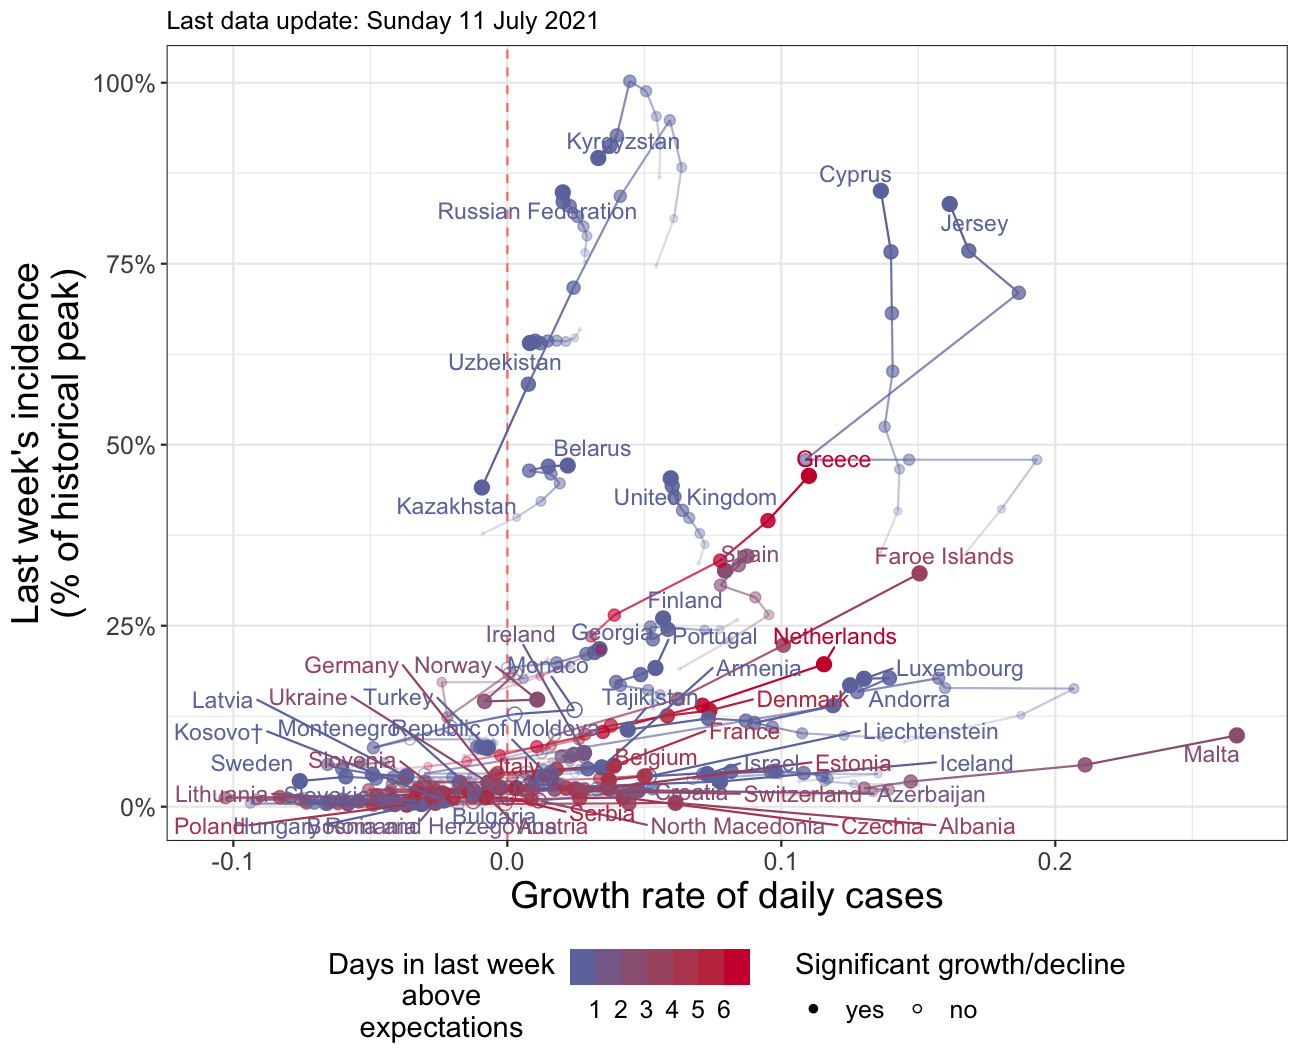 Last data update: Sunday 11 July 2021
100%
75%
50%
25%
0%
Last week's incidence
(% of historical peak)
Kyrgyzstan
Cyprus
Russian Federation
Jersey
Uzbekistan
Belarus
Greece
Kazakhstan
United Kingdom
Spain
Faroe Islands
Finland
Ireland
Georgia
Portugal
Netherlands
Germany
Norway
Monaco
Armenia
Luxembourg
Latvia
Ukraine
Turkey
Tajikistan
Denmark
Andorra
Kosovo†
Montenegro
Republic of Moldova
France
Liechtenstein
Sweden
Slovenia
Italy
Belgium
Israel
Estonia
Iceland
Malta
Lithuania
Slovakia
Croatia
Switzerland
Azerbaijan
Bulgaria
Serbia
Poland
Hungary
Bosnia and Herzegovina
Romania
Austria
North Macedonia
Czechia
Albania
-0.1
0.0
0.1
0.2
Growth rate of daily cases
Days in last week
above
expectations
1 2 3 4 5 6
Significant growth/decline
yes
no